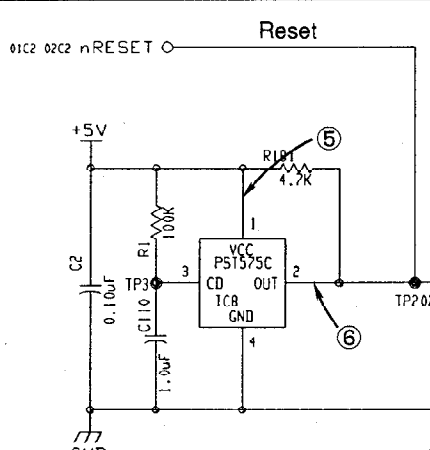 Reset
01C2 02C2 nRESET
+5V
⑤
R101
4.7K
1
R1
100K
VCC
PST575C
C2
0.10uF
TP3
3
CD
OUT
2
IC8
GND
TP2
C110
1.0uF
⑥
4